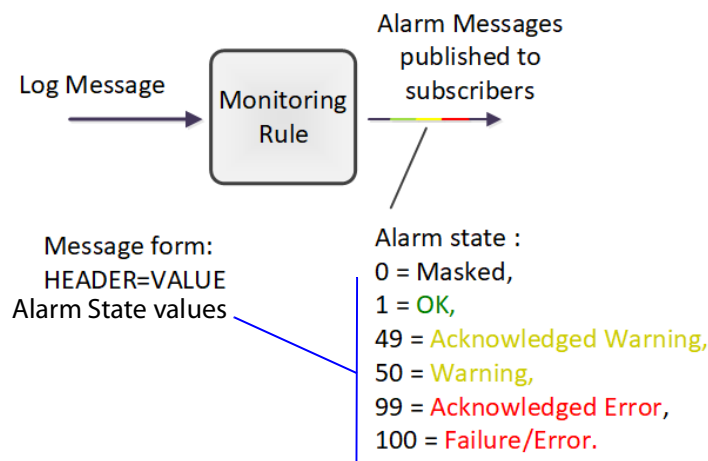 Alarm Messages
published to
subscribers
Log Message
Monitoring
Rule
Message form:
HEADER=VALUE
Alarm State values
Alarm state :
0 = Masked,
1 = OK,
49 = Acknowledged Warning,
50 = Warning,
99 = Acknowledged Error,
100 = Failure/Error.